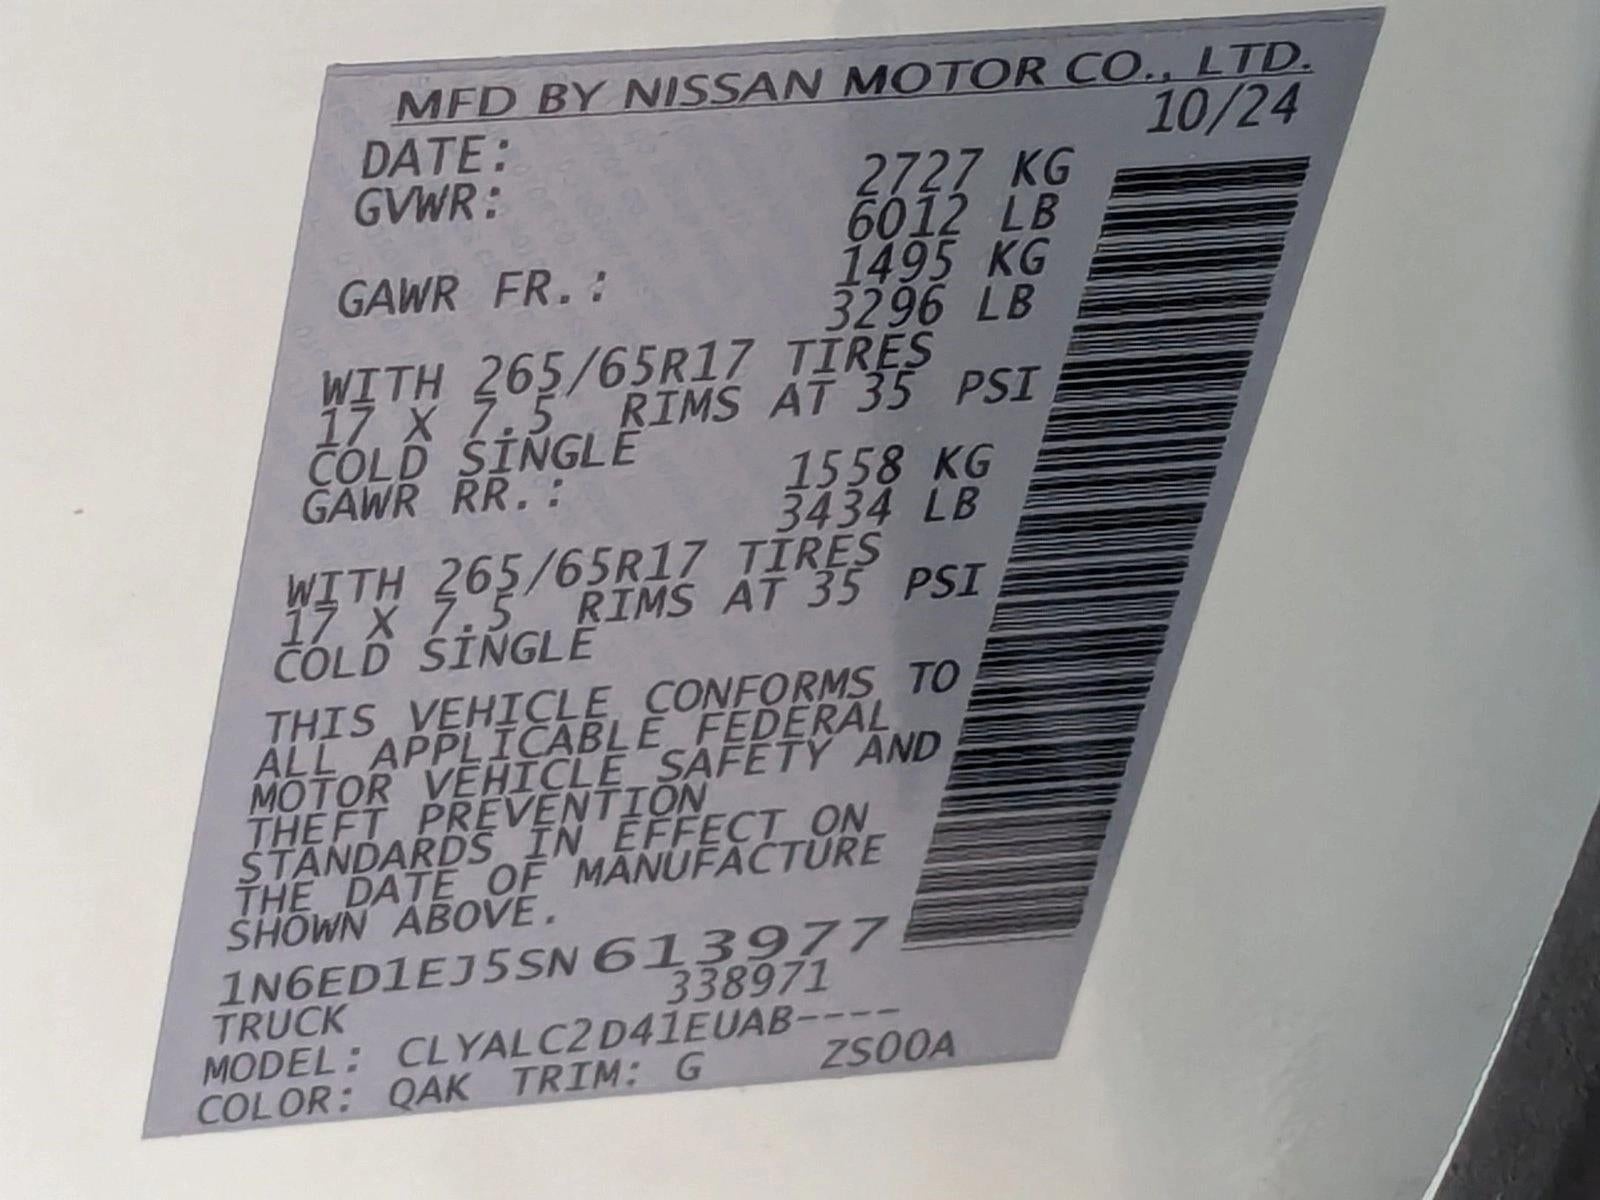 MFD BY NISSAN MOTOR CO., LTD.
DATE: 10/24
GVWR: 2727 KG
6012 LB
GAWR FR.: 1495 KG
3296 LB
WITH 265/65R17 TIRES
17 X 7.5 RIMS AT 35 PSI
COLD SINGLE
GAWR RR.: 1558 KG
3434 LB
WITH 265/65R17 TIRES
17 X 7.5 RIMS AT 35 PSI
COLD SINGLE
THIS VEHICLE CONFORMS TO
ALL APPLICABLE FEDERAL
MOTOR VEHICLE SAFETY AND
THEFT PREVENTION
STANDARDS IN EFFECT ON
THE DATE OF MANUFACTURE
SHOWN ABOVE.
1N6ED1EJ5SN613977
TRUCK 338971
MODEL: CLYALC2D41EUAB----
COLOR: QAK TRIM: G ZS00A